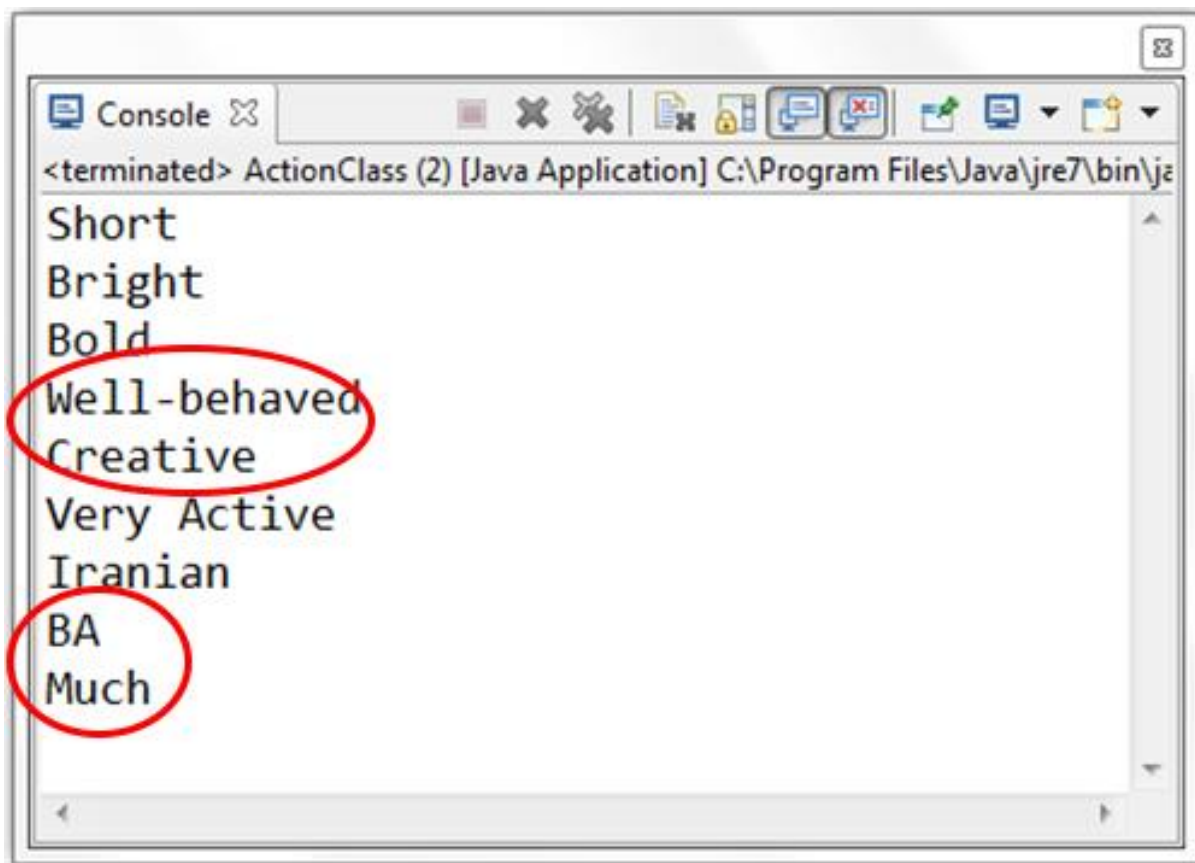 Console
<terminated> ActionClass (2) [Java Application] C:\Program Files\Java\jre7\bin\ja
Short
Bright
Bold
Well-behaved
Creative
Very Active
Iranian
BA
Much